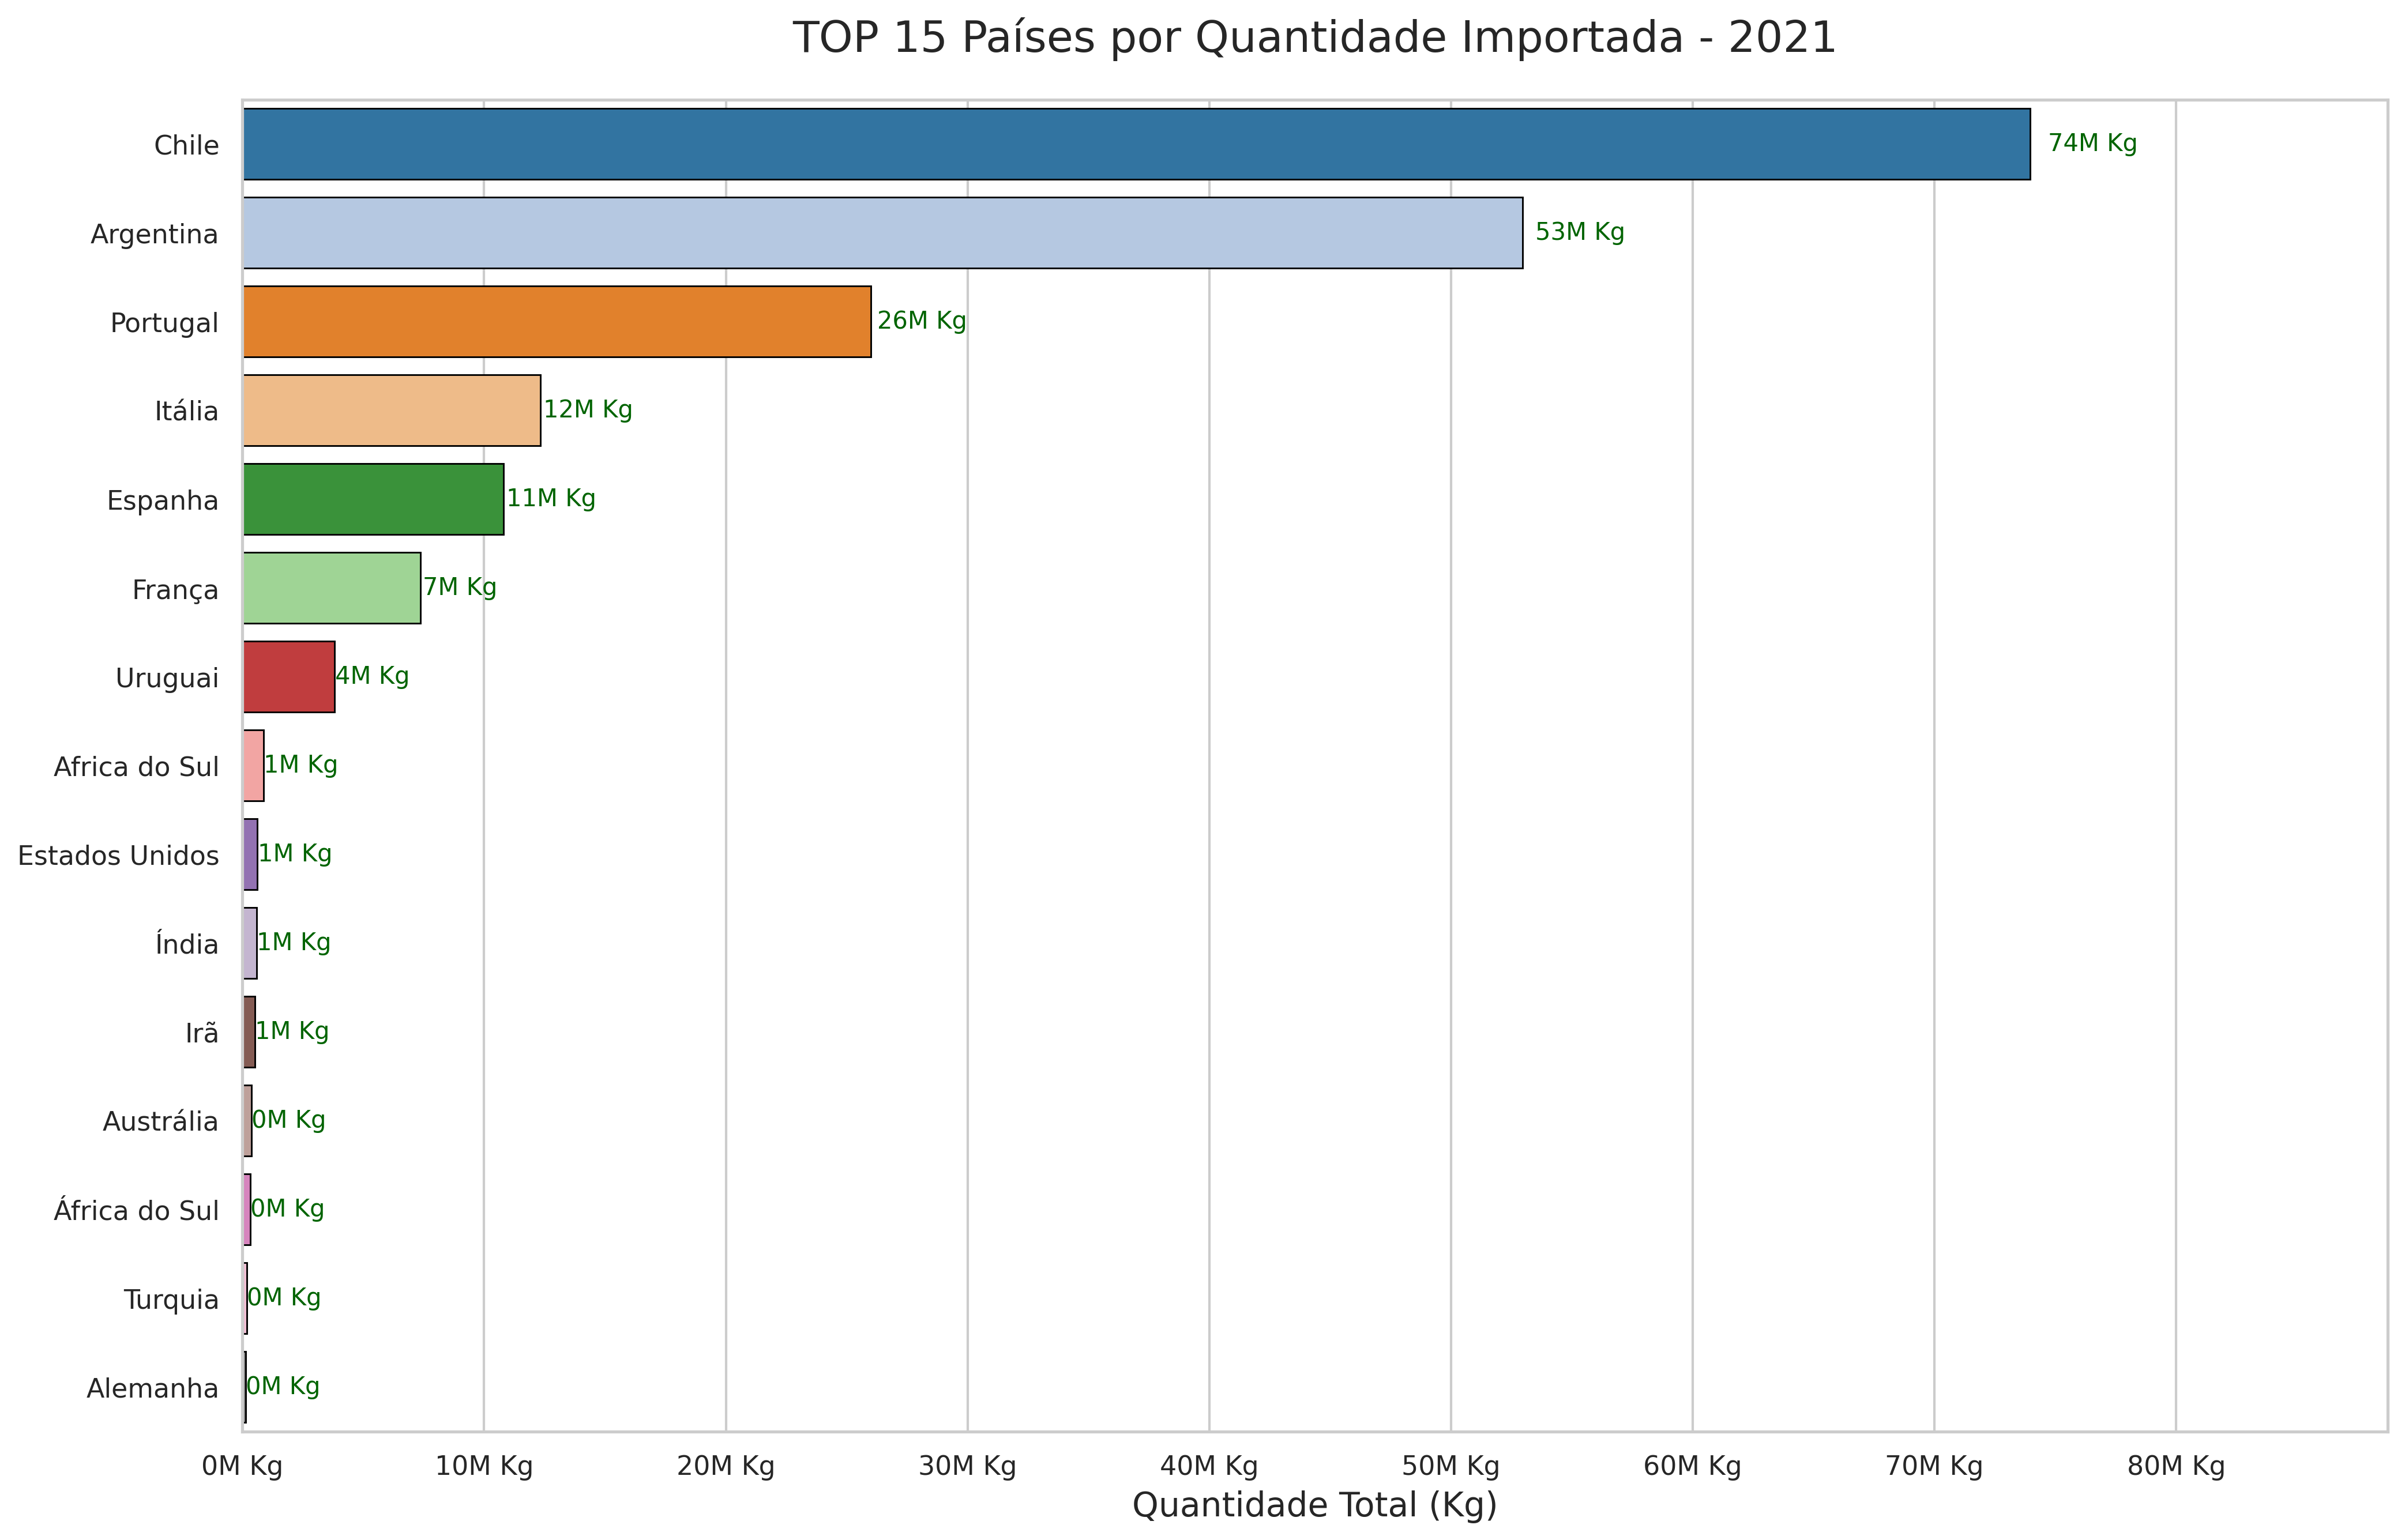 TOP 15 Países por Quantidade Importada - 2021
Chile 74M Kg
Argentina 53M Kg
Portugal 26M Kg
Itália 12M Kg
Espanha 11M Kg
França 7M Kg
Uruguai 4M Kg
Africa do Sul 1M Kg
Estados Unidos 1M Kg
Índia 1M Kg
Irã 1M Kg
Austrália 0M Kg
África do Sul 0M Kg
Turquia 0M Kg
Alemanha 0M Kg
0M Kg 10M Kg 20M Kg 30M Kg 40M Kg 50M Kg 60M Kg 70M Kg 80M Kg
Quantidade Total (Kg)